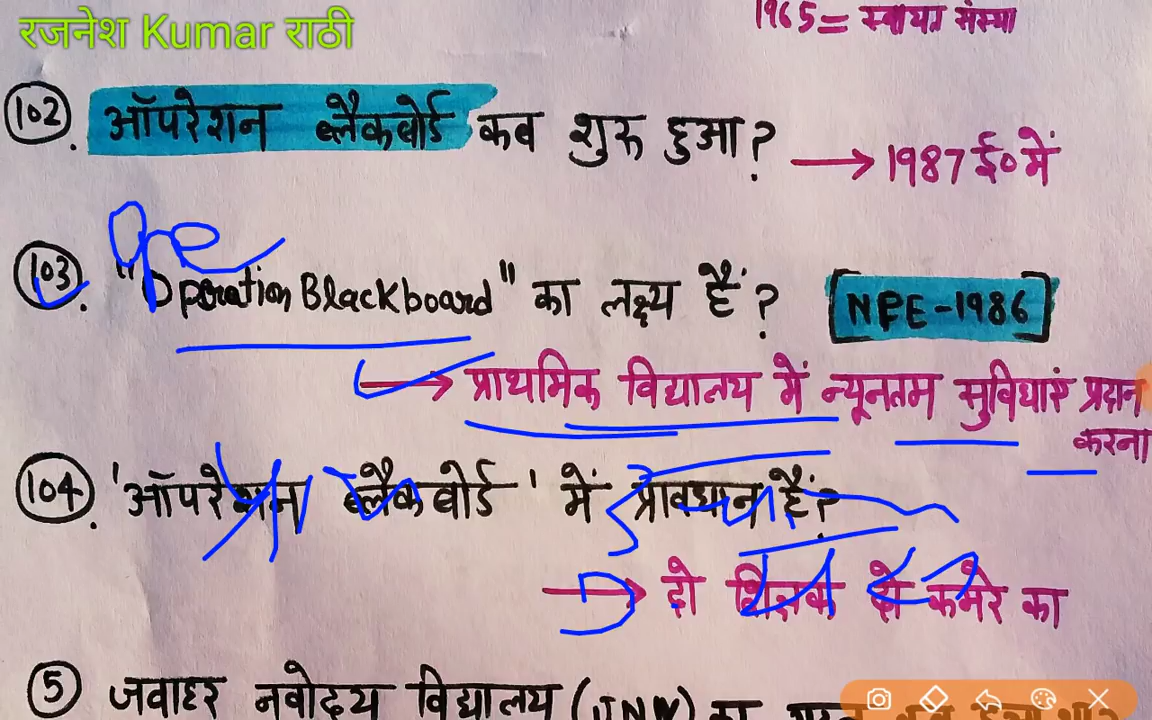 रजनेश Kumar राठी
1965 = स्वायत्त संस्था
102. ऑपरेशन ब्लैकबोर्ड कब शुरू हुआ?
→ 1987 ई० में
103. "Operation Blackboard" का लक्ष्य हैं?
[NPE-1986]
→ प्राथमिक विद्यालय में न्यूनतम सुविधाएं प्रदान
करना
104. 'ऑपरेशन ब्लैकबोर्ड' में प्रावधान हैं?
→ दो शिक्षक दो कमरे का
5 जवाहर नवोदय विद्यालय (JNV) का